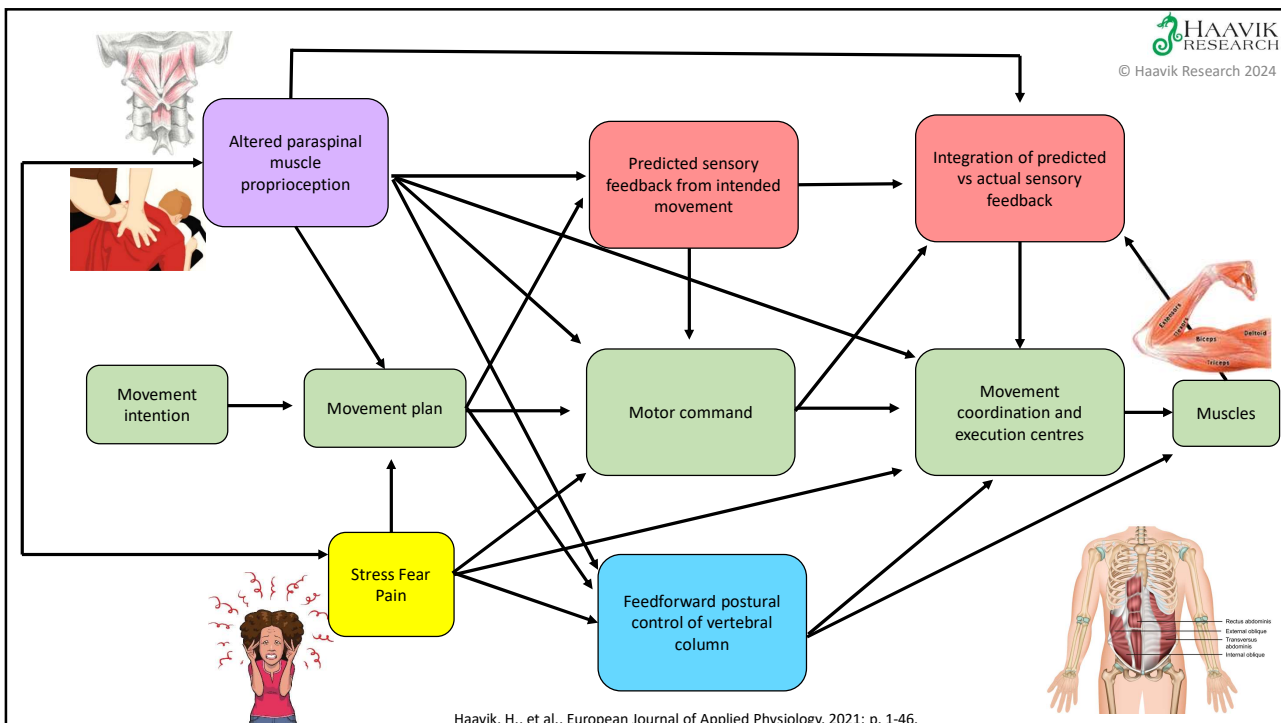 HAAVIK
RESEARCH
© Haavik Research 2024
Altered paraspinal
muscle
proprioception
Predicted sensory
feedback from intended
movement
Integration of predicted
vs actual sensory
feedback
Extensors
Flexors
Biceps
Triceps
Deltoid
Movement
intention
Movement plan
Motor command
Movement
coordination and
execution centres
Muscles
Stress Fear
Pain
Feedforward postural
control of vertebral
column
Rectus abdominis
External oblique
Transversus
abdominis
Internal oblique
Haavik, H., et al., European Journal of Applied Physiology, 2021: p. 1-46.